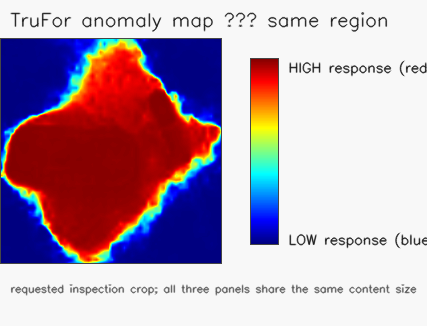 TruFor anomaly map ??? same region
HIGH response (red
LOW response (blue
requested inspection crop; all three panels share the same content size